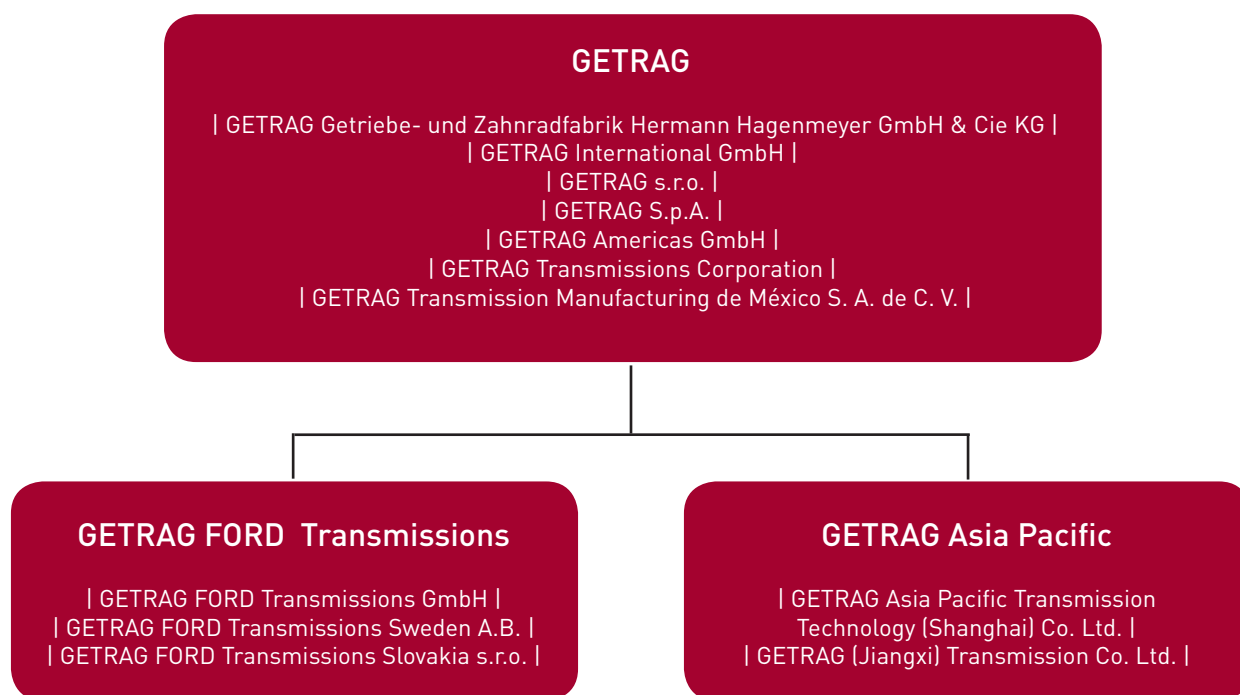 GETRAG
| GETRAG Getriebe- und Zahnradfabrik Hermann Hagenmeyer GmbH & Cie KG |
| GETRAG International GmbH |
| GETRAG s.r.o. |
| GETRAG S.p.A. |
| GETRAG Americas GmbH |
| GETRAG Transmissions Corporation |
| GETRAG Transmission Manufacturing de México S. A. de C. V. |
GETRAG FORD Transmissions
| GETRAG FORD Transmissions GmbH |
| GETRAG FORD Transmissions Sweden A.B. |
| GETRAG FORD Transmissions Slovakia s.r.o. |
GETRAG Asia Pacific
| GETRAG Asia Pacific Transmission
Technology (Shanghai) Co. Ltd. |
| GETRAG (Jiangxi) Transmission Co. Ltd. |